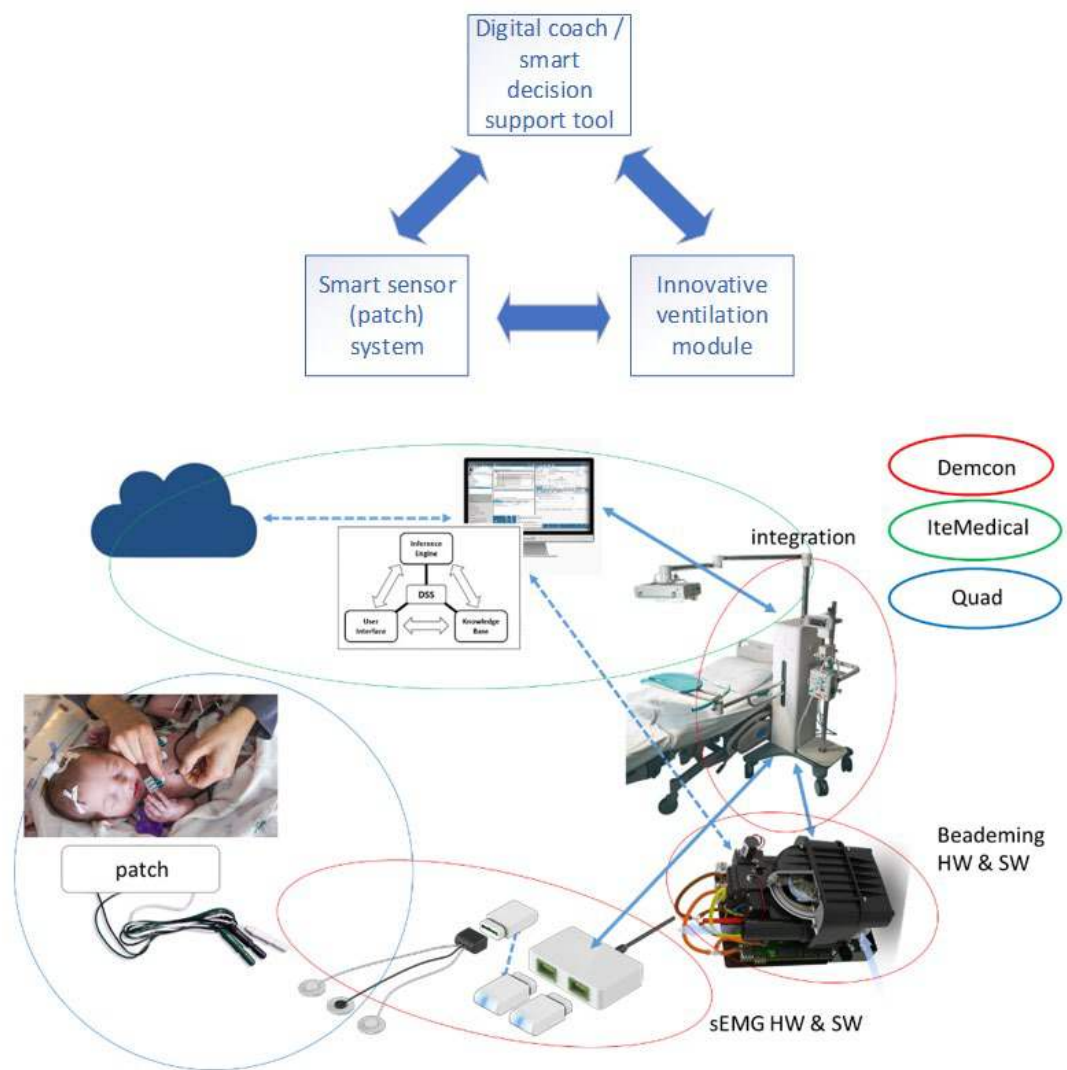 Digital coach /
smart
decision
support tool
Smart sensor
(patch)
system
Innovative
ventilation
module
Demcon
IteMedical
Quad
integration
Inference
Engine
DSS
User
Interface
Knowledge
Base
patch
Beademing
HW & SW
sEMG HW & SW